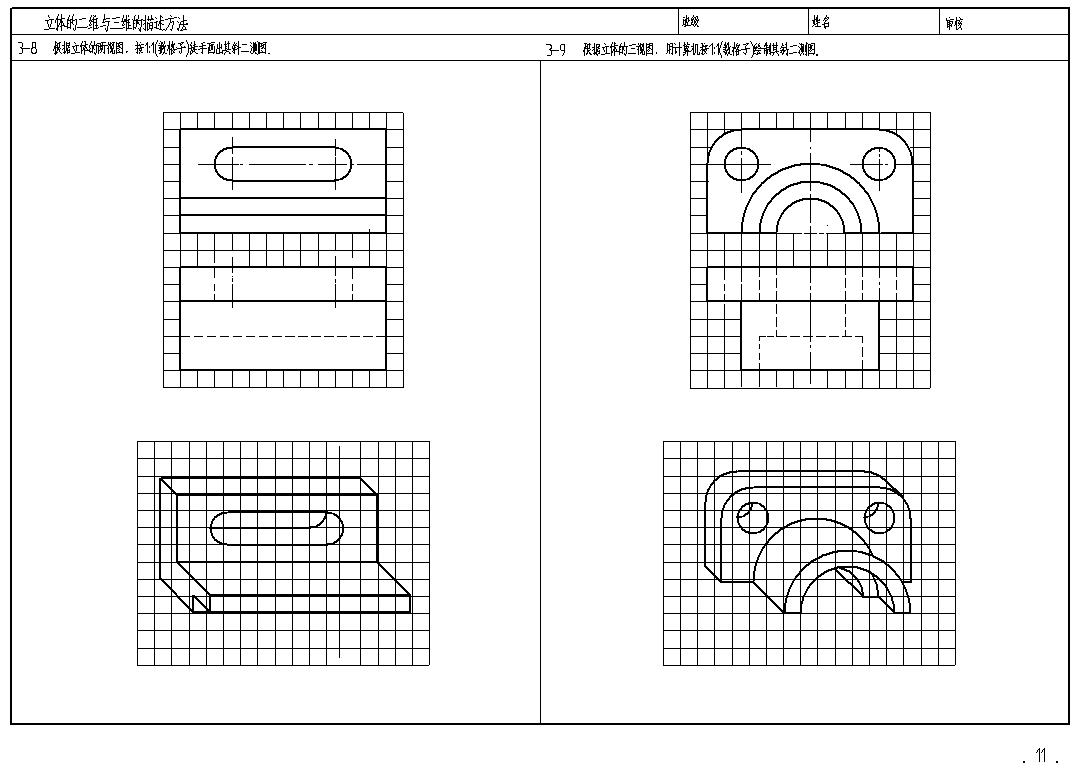 立体的二维与三维的描述方法
班级
姓名
审核
3-8 根据立体的两视图，按1:1(数格子)徒手画出其斜二测图。
3-9 根据立体的三视图，用计算机按1:1(数格子)绘制其斜二测图。
. 11 .